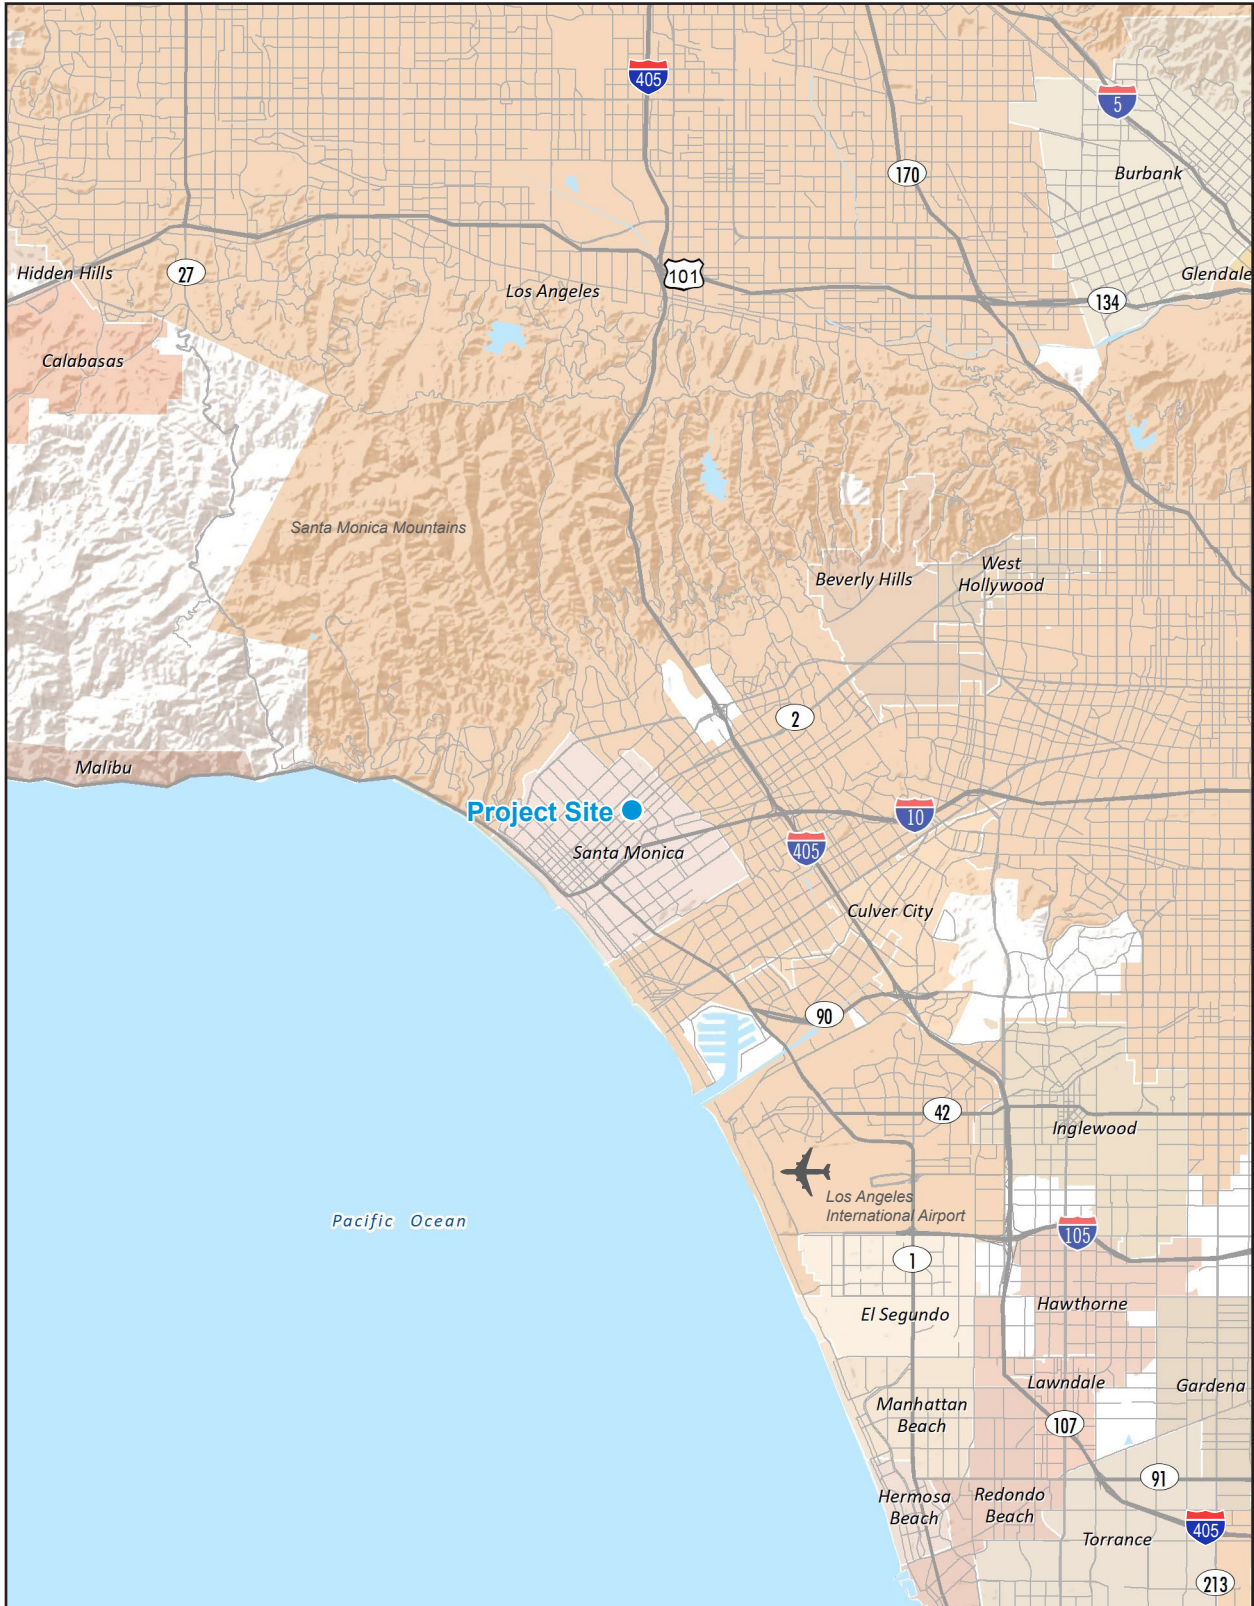 405
5
170
Burbank
Hidden Hills
27
101
Glendale
Los Angeles
134
Calabasas
Santa Monica Mountains
West
Hollywood
Beverly Hills
2
Malibu
Project Site
10
405
Santa Monica
Culver City
90
42
Inglewood
Los Angeles
International Airport
Pacific Ocean
105
1
Hawthorne
El Segundo
Lawndale
Gardena
Manhattan
Beach
107
91
Hermosa
Beach
Redondo
Beach
405
Torrance
213